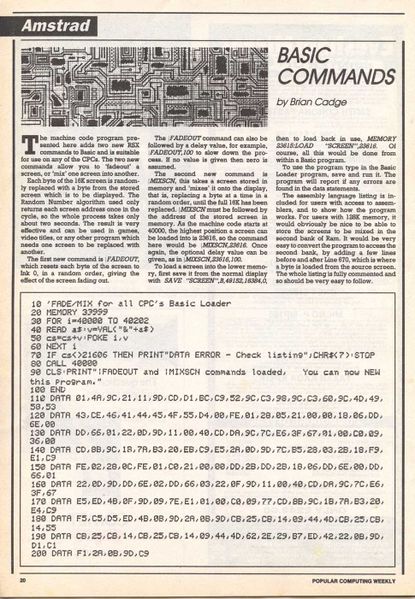 Amstrad
BASIC
COMMANDS
by Brian Cadge
The machine code program pre-
sented here adds two new RSX
commands to Basic and is suitable
for use on any of the CPCs. The two new
commands allow you to 'fadeout' a
screen, or 'mix' one screen into another.
Each byte of the 16K screen is random-
ly replaced with a byte from the stored
screen which is to be displayed. The
Random Number algorithm used only
returns each screen address once in the
cycle, so the whole process takes only
about two seconds. The result is very
effective and can be used in games,
video titles, or any other program which
needs one screen to be replaced with
another.
The first new command is |FADEOUT,
which resets each byte of the screen to
Ink 0, in a random order, giving the
effect of the screen fading out.
The |FADEOUT command can also be
followed by a delay value, for example,
|FADEOUT,100 to slow down the pro-
cess. If no value is given then zero is
assumed.
The second new command is
|MIXSCN, this takes a screen stored in
memory and 'mixes' it onto the display,
that is, replacing a byte at a time in a
random order, until the full 16K has been
replaced. |MIXSCN must be followed by
the address of the stored screen in
memory. As the machine code starts at
40000, the highest position a screen can
be loaded into is 23616, so the command
here would be |MIXSCN,23616. Once
again, the optional delay value can be
given, as in |MIXSCN,23616,100.
To load a screen into the lower memo-
ry, first save it from the normal display
with SAVE "SCREEN",B,49152,16384,0,
then to load back in use, MEMORY
23615:LOAD "SCREEN",23616. Of
course, all this would be done from
within a Basic program.
To use the program type in the Basic
Loader program, save and run it. The
program will report if any errors are
found in the data statements.
The assembly language listing is in-
cluded for users with access to assem-
blers, and to show how the program
works. For users with 128K memory, it
would obviously be nice to be able to
store the screens to be mixed in the
second bank of Ram. It would be very
easy to convert the program to access the
second bank, by adding a few lines
before and after Line 670, which is where
a byte is loaded from the source screen.
The whole listing is fully commented and
so should be very easy to follow.
10 'FADE/MIX for all CPC's Basic Loader
20 MEMORY 33999
30 FOR i=40000 TO 40202
40 READ a$:v=VAL("&"+a$)
50 cs=cs+v:POKE i,v
60 NEXT i
70 IF cs<>21606 THEN PRINT"DATA ERROR - Check listing",CHR$(7):STOP
80 CALL 40000
90 CLS:PRINT"|FADEOUT and |MIXSCN commands loaded, You can NEW
this Program."
100 END
110 DATA 01,4A,9C,21,11,9D,CD,D1,BC,C9,52,9C,C3,98,9C,C3,60,9C,4D,49,
58,53
120 DATA 43,CE,46,41,44,45,4F,55,D4,00,FE,01,28,05,21,00,00,18,06,DD,
6E,00
130 DATA DD,66,01,22,0D,9D,11,00,40,CD,DA,9C,7C,E6,3F,67,01,00,C0,09,
36,00
140 DATA CD,8B,9C,1B,7A,B3,20,EB,C9,E5,2A,0D,9D,7C,B5,28,03,2B,18,F9,
E1,C9
150 DATA FE,02,28,0C,FE,01,C0,21,00,00,DD,2B,DD,2B,18,06,DD,6E,00,DD,
66,01
160 DATA 22,0D,9D,DD,6E,02,DD,66,03,22,0F,9D,11,00,40,CD,DA,9C,7C,E6,
3F,67
170 DATA E5,ED,4B,0F,9D,09,7E,E1,01,00,C0,09,77,CD,8B,9C,1B,7A,B3,20,
E4,C9
180 DATA F5,C5,D5,ED,4B,0B,9D,2A,0B,9D,CB,25,CB,14,09,44,4D,CB,25,CB,
14,55
190 DATA CB,25,CB,14,CB,25,CB,14,09,44,4D,62,2E,29,B7,ED,42,22,0B,9D,
D1,C1
200 DATA F1,2A,0B,9D,C9
20
POPULAR COMPUTING WEEKLY